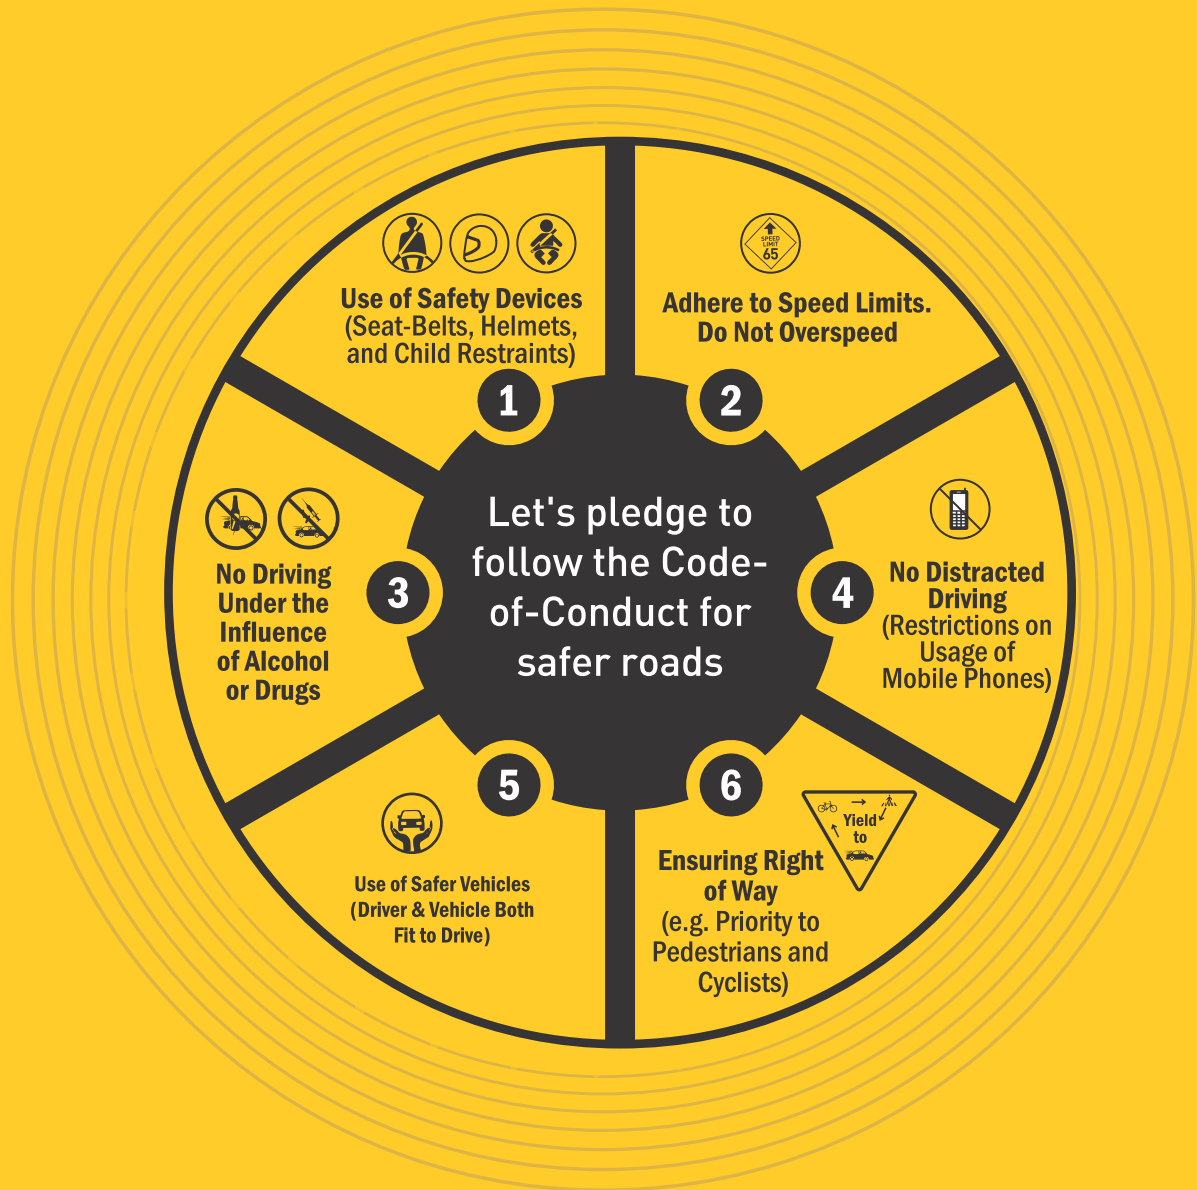 Use of Safety Devices
(Seat-Belts, Helmets,
and Child Restraints)
1
SPEED
LIMIT
65
Adhere to Speed Limits.
Do Not Overspeed
2
No Driving
Under the
Influence
of Alcohol
or Drugs
3
Let's pledge to
follow the Code-
of-Conduct for
safer roads
4
No Distracted
Driving
(Restrictions on
Usage of
Mobile Phones)
5
Use of Safer Vehicles
(Driver & Vehicle Both
Fit to Drive)
6
Yield
to
Ensuring Right
of Way
(e.g. Priority to
Pedestrians and
Cyclists)